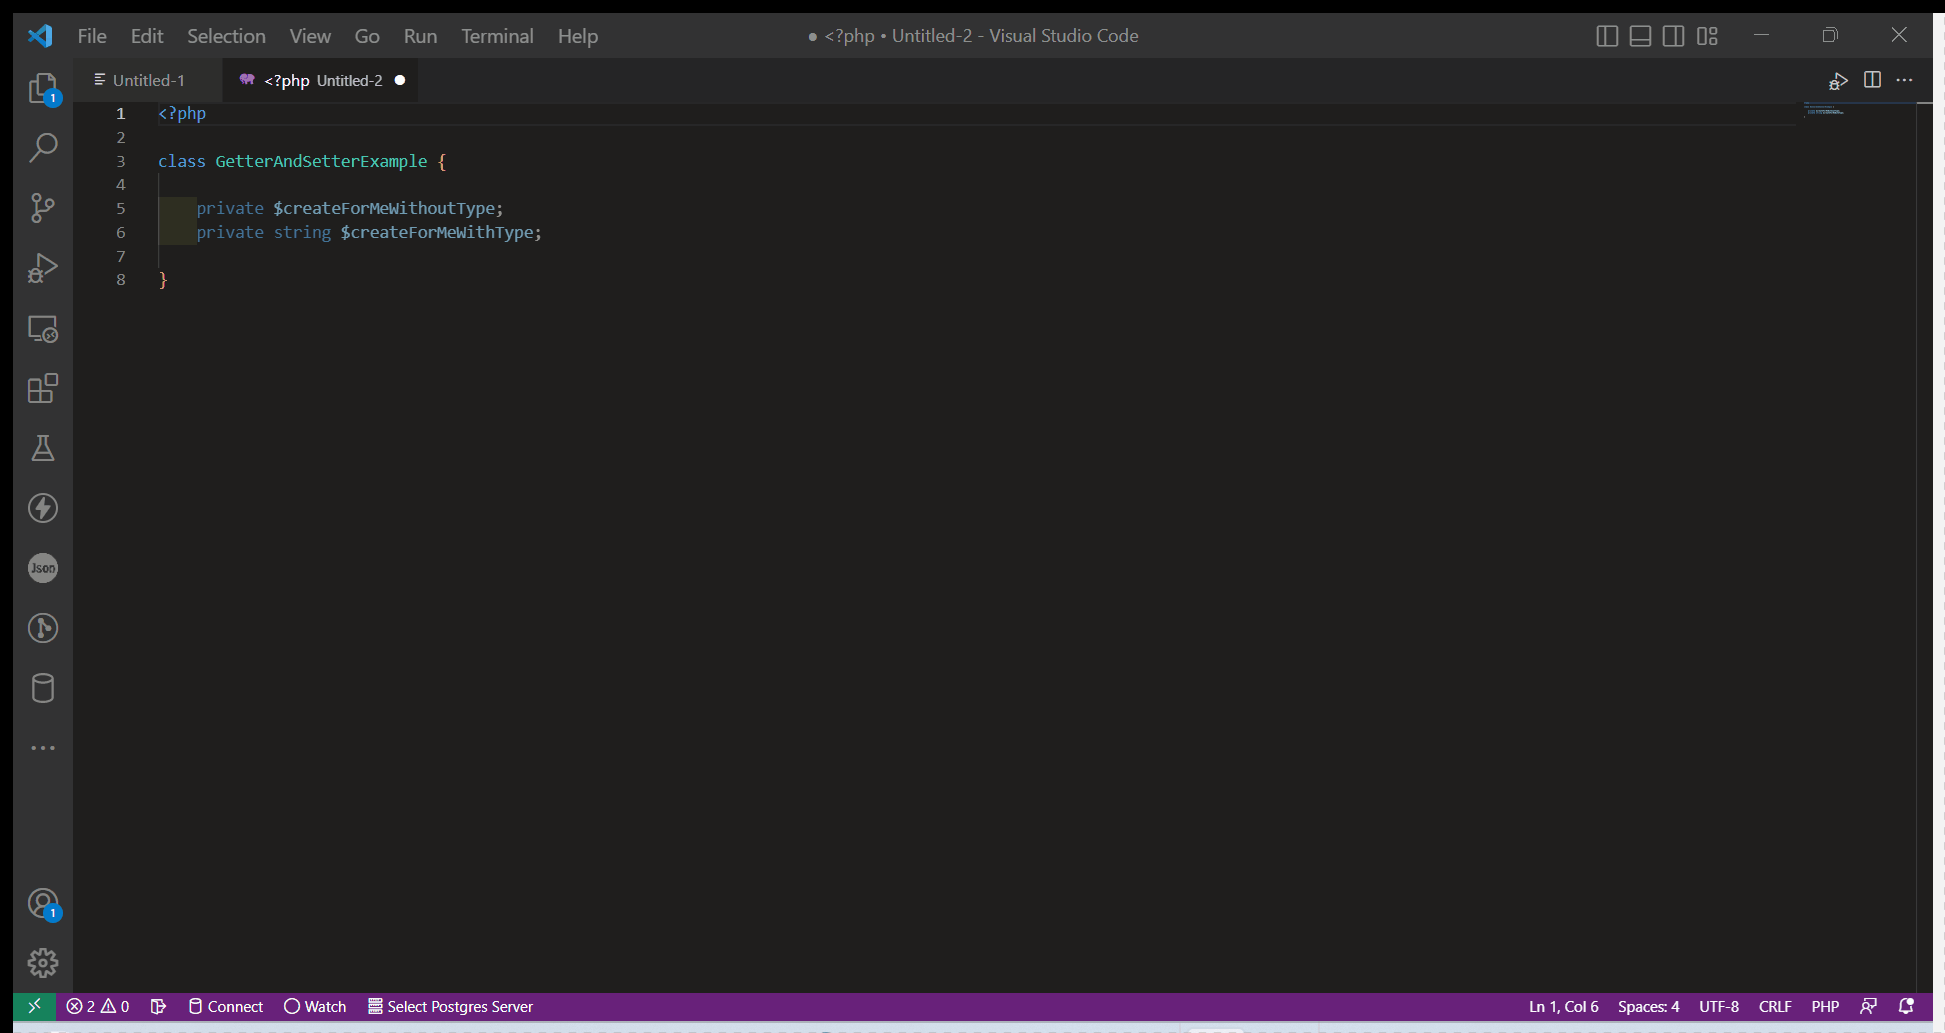 File Edit Selection View Go Run Terminal Help ● <?php • Untitled-2 - Visual Studio Code
Untitled-1 <?php Untitled-2
1 <?php
2
3 class GetterAndSetterExample {
4
5 private $createForMeWithoutType;
6 private string $createForMeWithType;
7
8 }
1
Json
1
2 0 Connect Watch Select Postgres Server Ln 1, Col 6 Spaces: 4 UTF-8 CRLF PHP